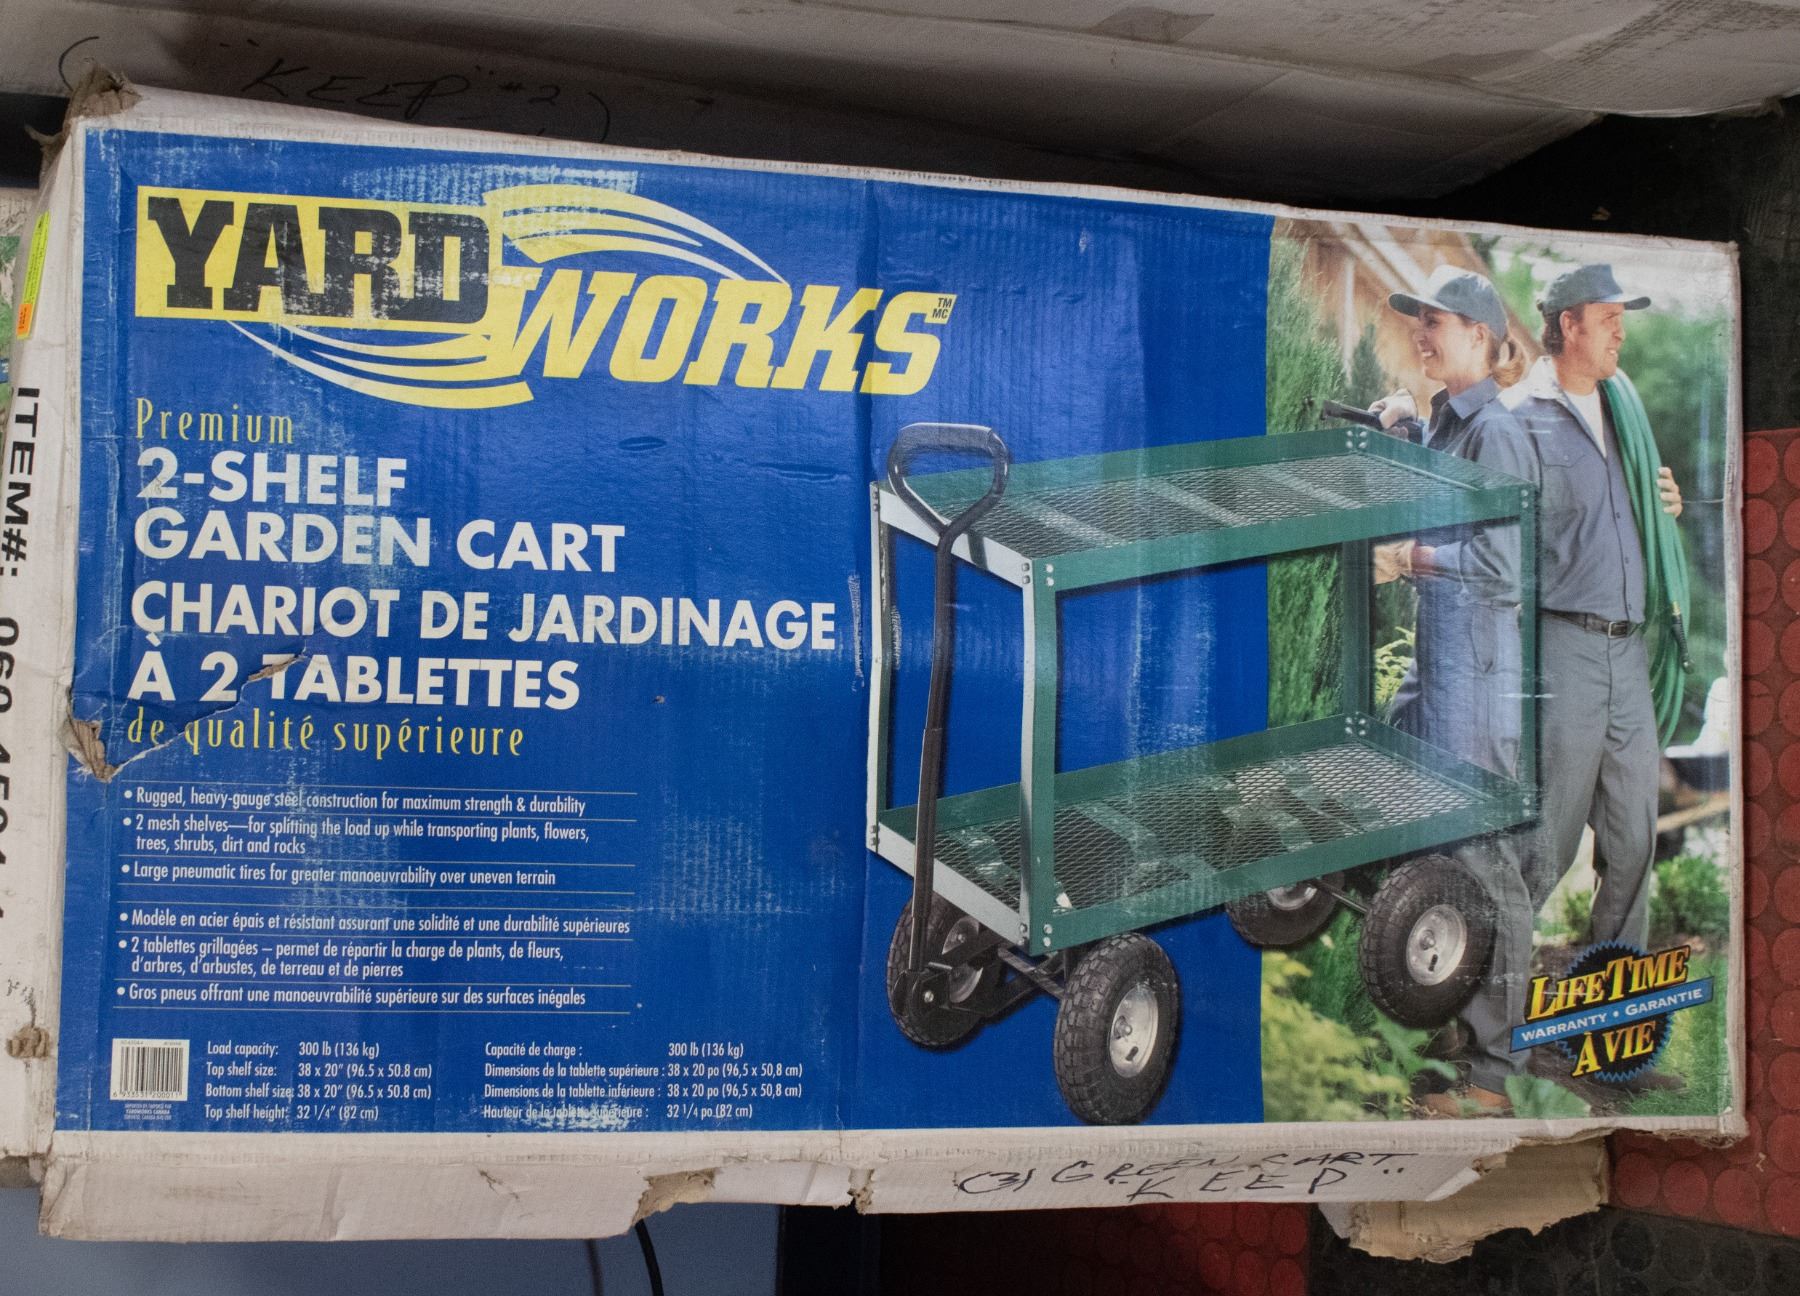 "KEEP" #2)
YARDWORKS TM MC
Premium
2-SHELF
GARDEN CART
CHARIOT DE JARDINAGE
À 2 TABLETTES
de qualité supérieure
• Rugged, heavy-gauge steel construction for maximum strength & durability
• 2 mesh shelves—for splitting the load up while transporting plants, flowers,
trees, shrubs, dirt and rocks
• Large pneumatic tires for greater manoeuvrability over uneven terrain
• Modèle en acier épais et résistant assurant une solidité et une durabilité supérieures
• 2 tablettes grillagées – permet de répartir la charge de plants, de fleurs,
d'arbres, d'arbustes, de terreau et de pierres
• Gros pneus offrant une manoeuvrabilité supérieure sur des surfaces inégales
Load capacity: 300 lb (136 kg)
Top shelf size: 38 x 20" (96.5 x 50.8 cm)
Bottom shelf size: 38 x 20" (96.5 x 50.8 cm)
Top shelf height: 32 1/4" (82 cm)
Capacité de charge : 300 lb (136 kg)
Dimensions de la tablette supérieure : 38 x 20 po (96,5 x 50,8 cm)
Dimensions de la tablette inférieure : 38 x 20 po (96,5 x 50,8 cm)
Hauteur de la tablette supérieure : 32 1/4 po (82 cm)
LIFETIME
WARRANTY • GARANTIE
À VIE
ITEM#:
(3) GREEN CART
"KEEP"